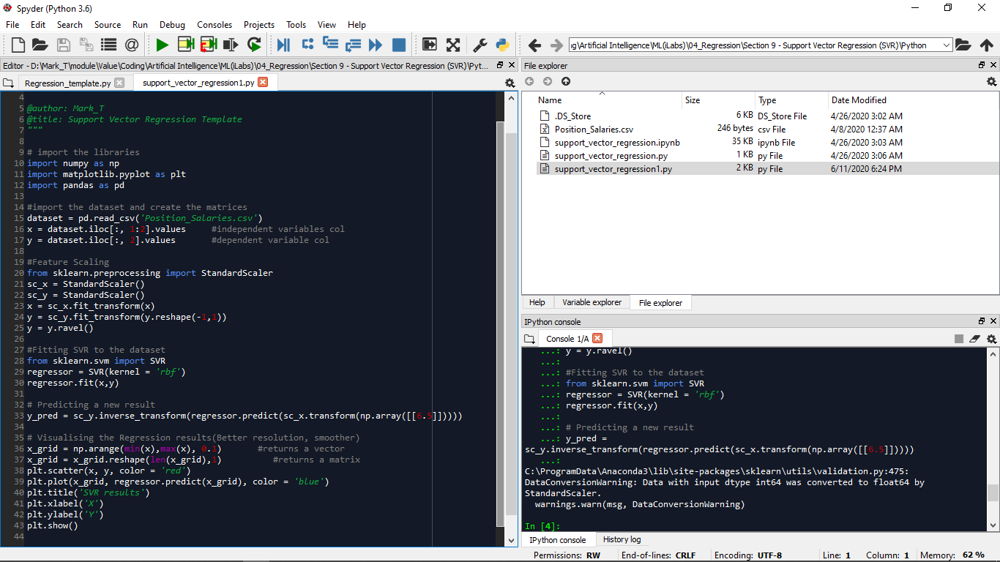 Spyder (Python 3.6)
File Edit Search Source Run Debug Consoles Projects Tools View Help
ıg\Artificial Intelligence\ML(iLabs)\04_Regression\Section 9 - Support Vector Regression (SVR)\Python
Editor - D:\Mark_T\module\Value\Coding\Artificial Intelligence\ML(iLabs)\04_Regression\Section 9 - Support Vector Regression (SVR)\Pyt...
Regression_template.py support_vector_regression1.py
4
5 @author: Mark_T
6 @title: Support Vector Regression Template
7 """
8
9 # import the libraries
10 import numpy as np
11 import matplotlib.pyplot as plt
12 import pandas as pd
13
14 #import the dataset and create the matrices
15 dataset = pd.read_csv('Position_Salaries.csv')
16 x = dataset.iloc[:, 1:2].values #independent variables col
17 y = dataset.iloc[:, 2].values #dependent variable col
18
19 #Feature Scaling
20 from sklearn.preprocessing import StandardScaler
21 sc_x = StandardScaler()
22 sc_y = StandardScaler()
23 x = sc_x.fit_transform(x)
24 y = sc_y.fit_transform(y.reshape(-1,1))
25 y = y.ravel()
26
27 #Fitting SVR to the dataset
28 from sklearn.svm import SVR
29 regressor = SVR(kernel = 'rbf')
30 regressor.fit(x,y)
31
32 # Predicting a new result
33 y_pred = sc_y.inverse_transform(regressor.predict(sc_x.transform(np.array([[6.5]]))))
34
35 # Visualising the Regression results(Better resolution, smoother)
36 x_grid = np.arange(min(x),max(x), 0.1) #returns a vector
37 x_grid = x_grid.reshape(len(x_grid),1) #returns a matrix
38 plt.scatter(x, y, color = 'red')
39 plt.plot(x_grid, regressor.predict(x_grid), color = 'blue')
40 plt.title('SVR results')
41 plt.xlabel('X')
42 plt.ylabel('Y')
43 plt.show()
44
File explorer
Name Size Type Date Modified
.DS_Store 6 KB DS_Store File 4/26/2020 3:02 AM
Position_Salaries.csv 246 bytes csv File 4/8/2020 12:37 AM
support_vector_regression.ipynb 35 KB ipynb File 4/26/2020 3:03 AM
support_vector_regression.py 1 KB py File 4/26/2020 3:06 AM
support_vector_regression1.py 2 KB py File 6/11/2020 6:24 PM
Help Variable explorer File explorer
IPython console
Console 1/A
...: y = y.ravel()
...:
...: #Fitting SVR to the dataset
...: from sklearn.svm import SVR
...: regressor = SVR(kernel = 'rbf')
...: regressor.fit(x,y)
...:
...: # Predicting a new result
...: y_pred =
sc_y.inverse_transform(regressor.predict(sc_x.transform(np.array([[6.5]]))))
...:
C:\ProgramData\Anaconda3\lib\site-packages\sklearn\utils\validation.py:475:
DataConversionWarning: Data with input dtype int64 was converted to float64 by
StandardScaler.
warnings.warn(msg, DataConversionWarning)
In [4]:
IPython console History log
Permissions: RW End-of-lines: CRLF Encoding: UTF-8 Line: 1 Column: 1 Memory: 62 %